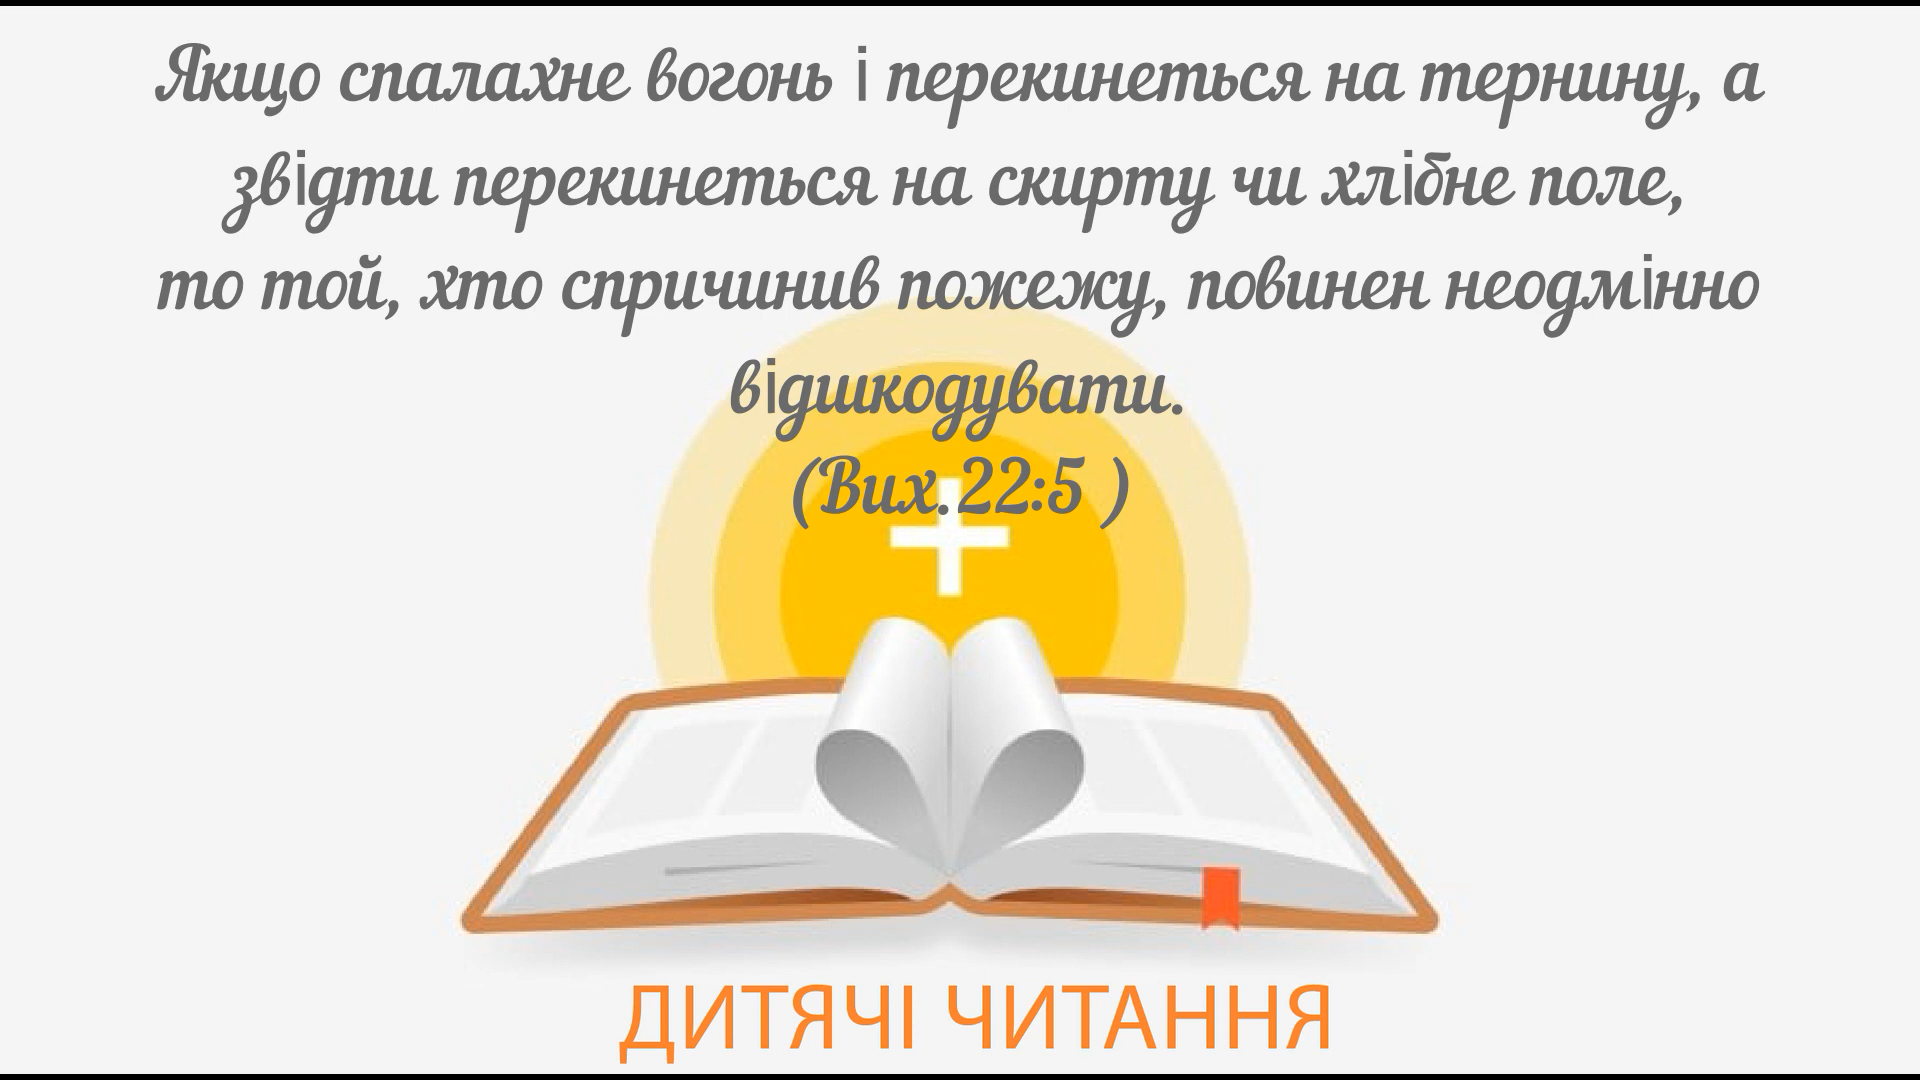 Якщо спалахне вогонь і перекинеться на тернину, а
звідти перекинеться на скирту чи хлібне поле,
то той, хто спричинив пожежу, повинен неодмінно
відшкодувати.
(Вих.22:5 )
ДИТЯЧІ ЧИТАННЯ